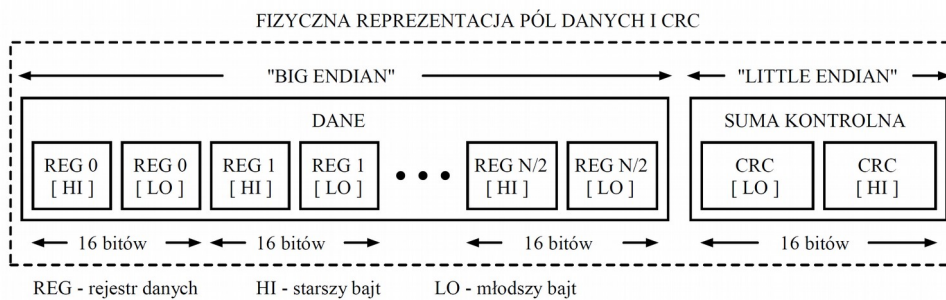 FIZYCZNA REPREZENTACJA PÓL DANYCH I CRC
"BIG ENDIAN" "LITTLE ENDIAN"
DANE SUMA KONTROLNA
REG 0 REG 0 REG 1 REG 1 REG N/2 REG N/2 CRC CRC
[ HI ] [ LO ] [ HI ] [ LO ] [ HI ] [ LO ] [ LO ] [ HI ]
16 bitów 16 bitów 16 bitów 16 bitów
REG - rejestr danych HI - starszy bajt LO - młodszy bajt